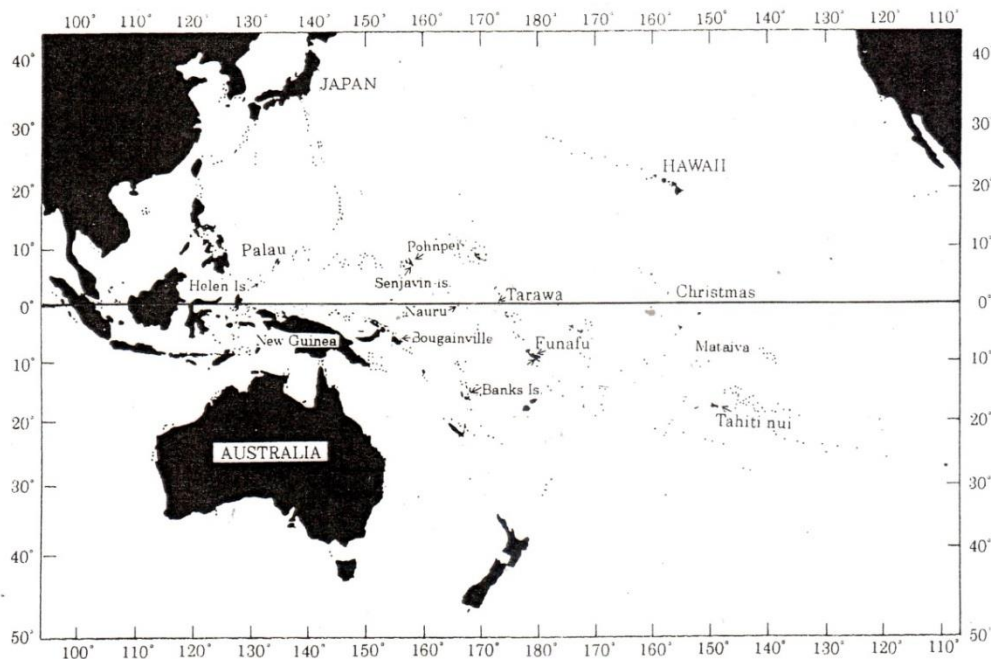 100° 110° 120° 130° 140° 150° 160° 170° 180° 170° 160° 150° 140° 130° 120° 110°
40° 40
JAPAN
30° 30
HAWAII
20° 20
Palau
Pohnpei
10° 10
Helen Is.
Senjavin is.
Tarawa
Christmas
0° 0°
Nauru
New Guinea
Bougainville
Funafu
Mataiva
10° 10°
Banks Is.
Tahiti nui
20° 20°
AUSTRALIA
30° 30°
40° 40°
50° 50°
100° 110° 120° 130° 140° 150° 160° 170° 180° 170° 160° 150° 140° 130° 120° 110°